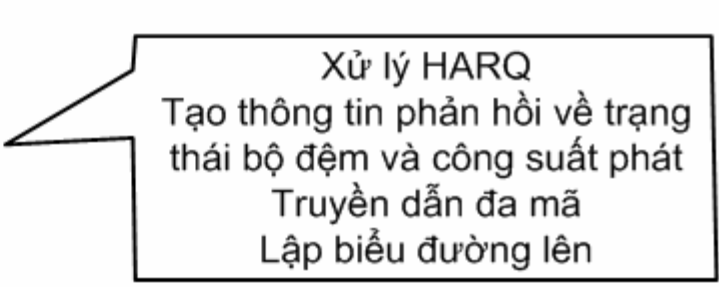 Xử lý HARQ
Tạo thông tin phản hồi về trạng
thái bộ đệm và công suất phát
Truyền dẫn đa mã
Lập biểu đường lên